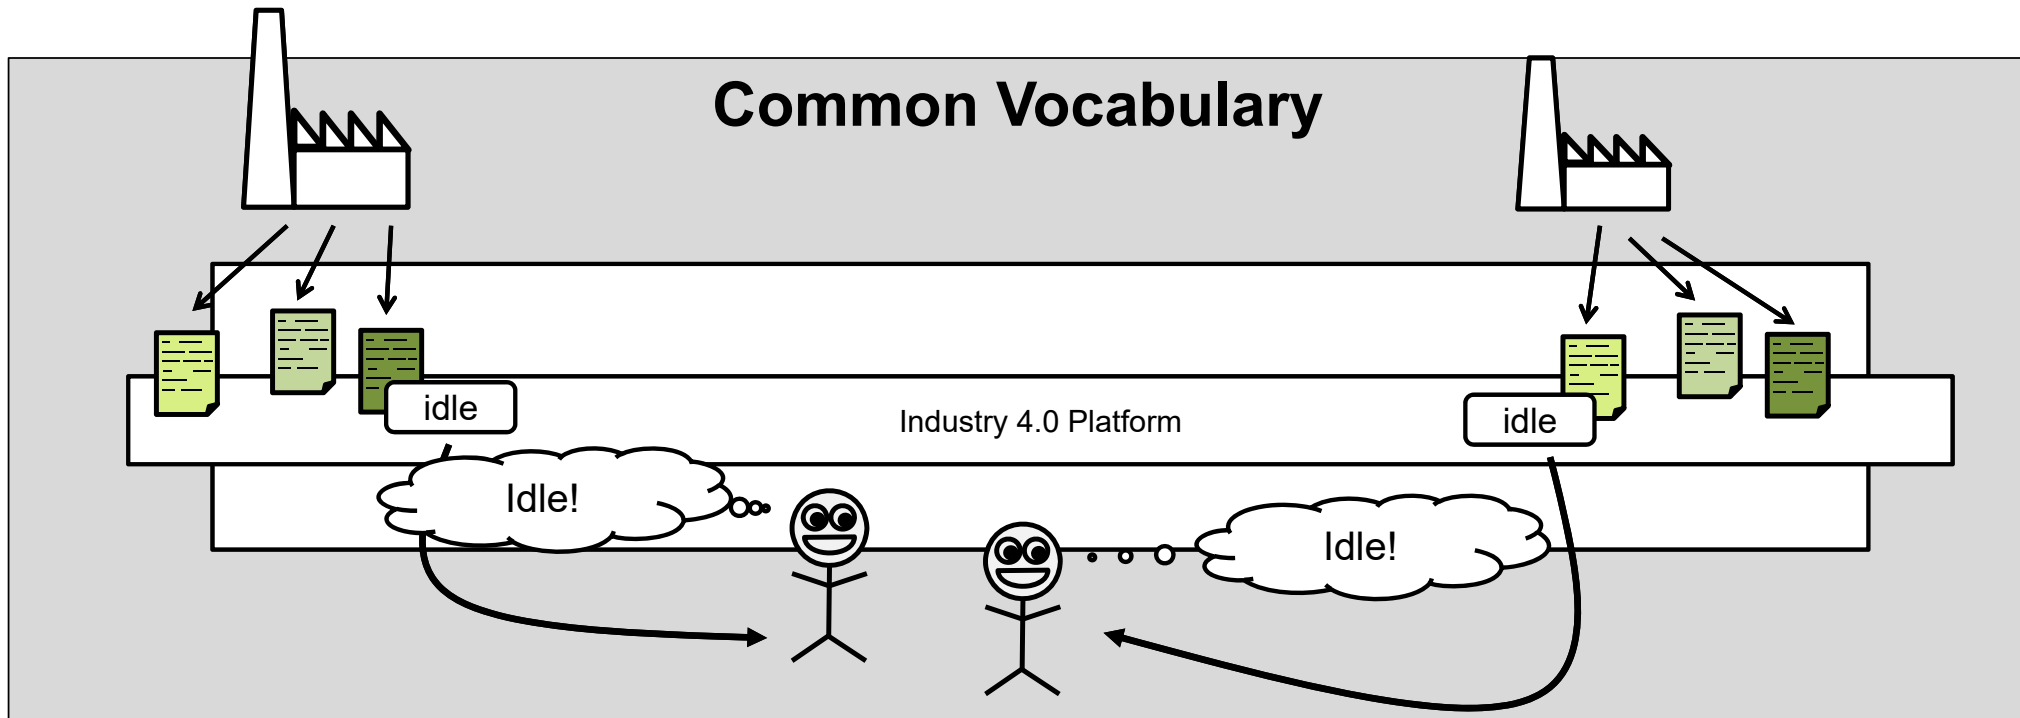 Common Vocabulary
idle
Industry 4.0 Platform
idle
Idle!
Idle!